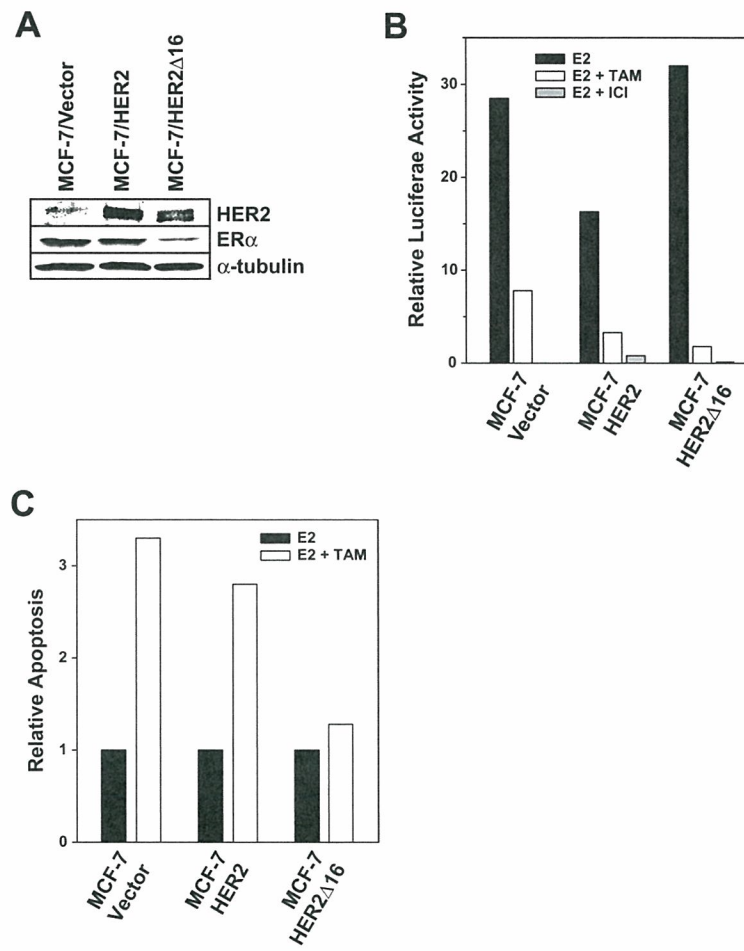 A
MCF-7/Vector
MCF-7/HER2
MCF-7/HER2Δ16
HER2
ERα
α-tubulin
B
Relative Luciferae Activity
30
20
10
0
E2
E2 + TAM
E2 + ICI
MCF-7
Vector
MCF-7
HER2
MCF-7
HER2Δ16
C
Relative Apoptosis
3
2
1
0
E2
E2 + TAM
MCF-7
Vector
MCF-7
HER2
MCF-7
HER2Δ16